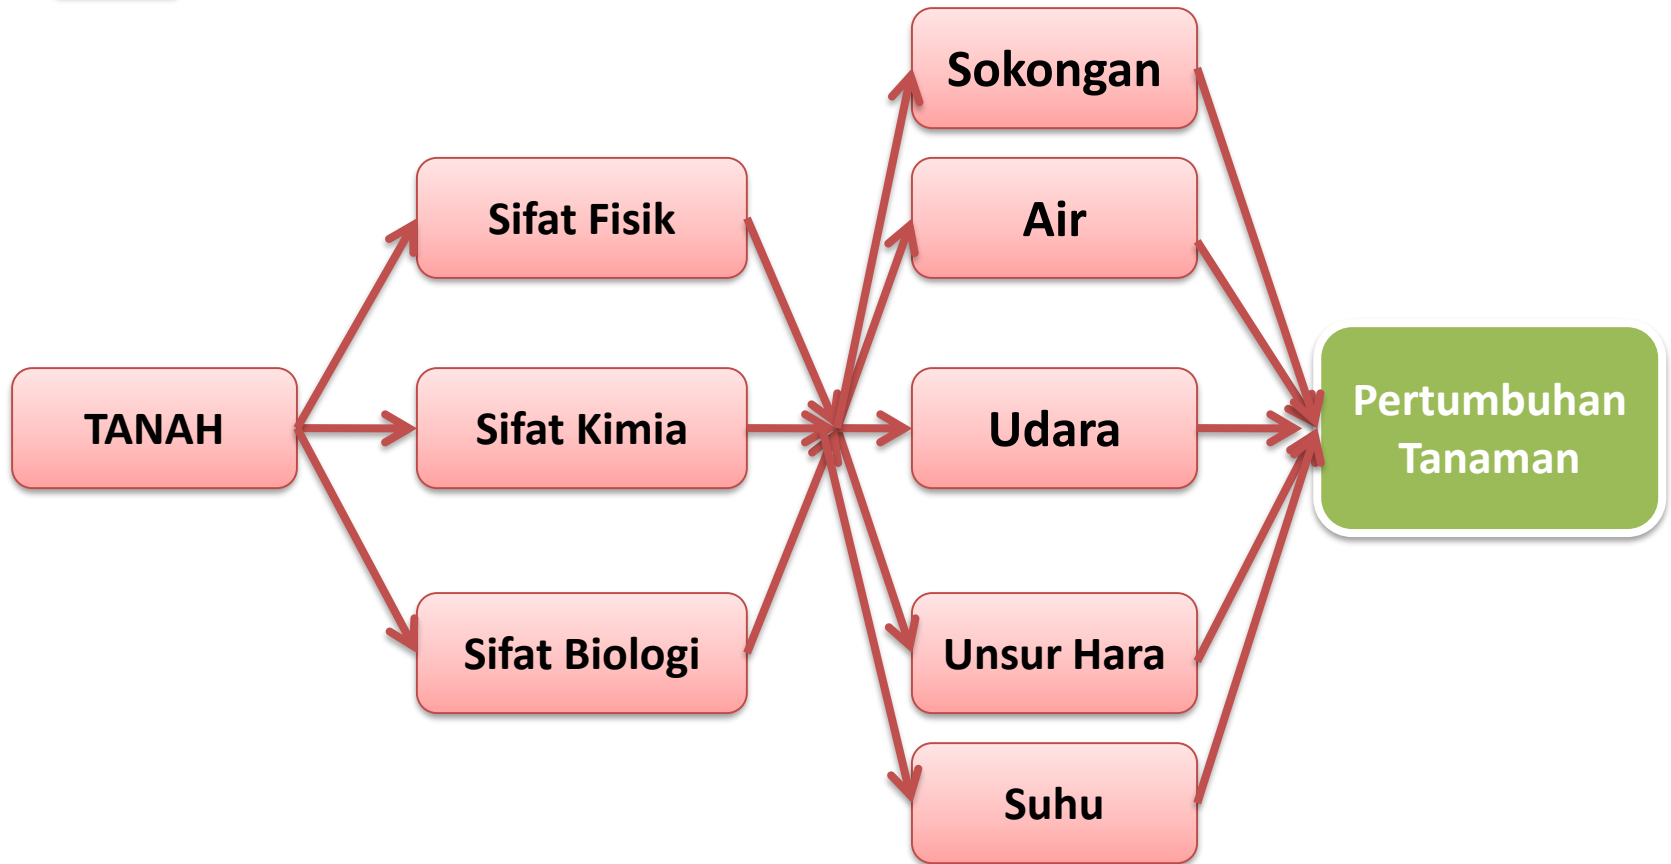 TANAH
Sifat Fisik
Sifat Kimia
Sifat Biologi
Sokongan
Air
Udara
Unsur Hara
Suhu
Pertumbuhan
Tanaman